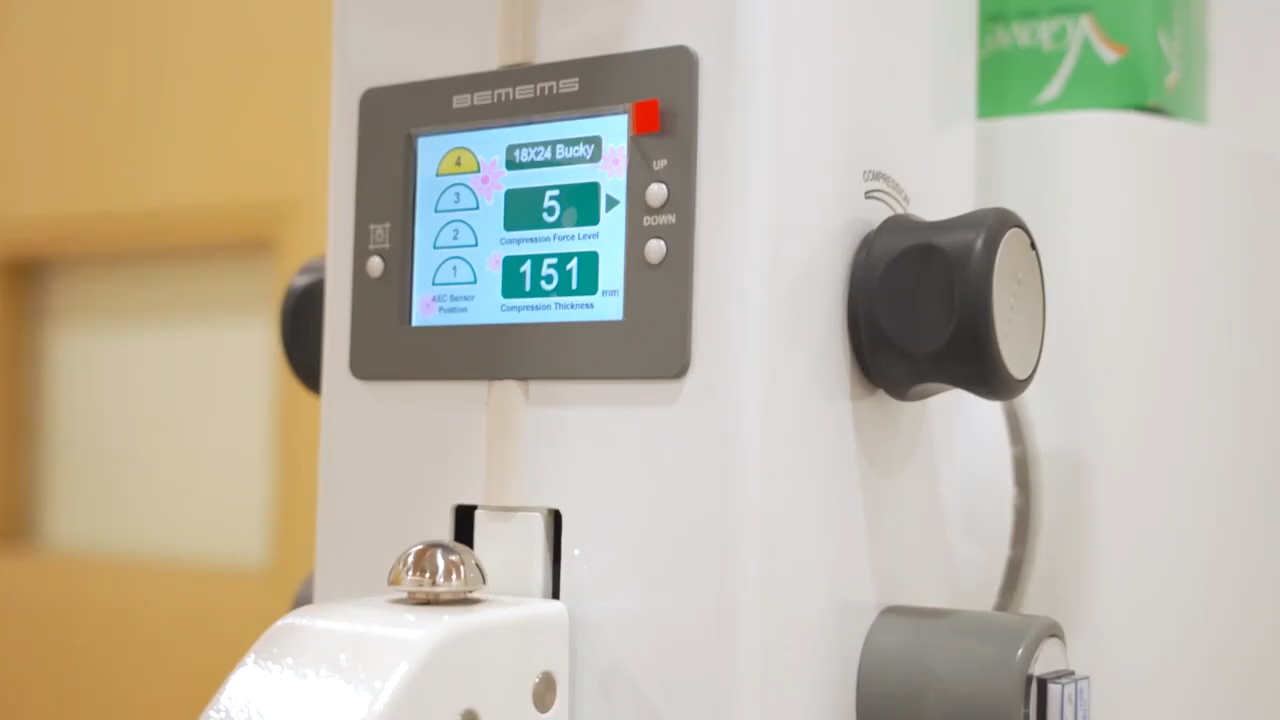 BEMEMS
4
18X24 Bucky
UP
3
5
DOWN
2
Compression Force Level
1
151
mm
AEC Sensor
Position
Compression Thickness
COMPRESSION